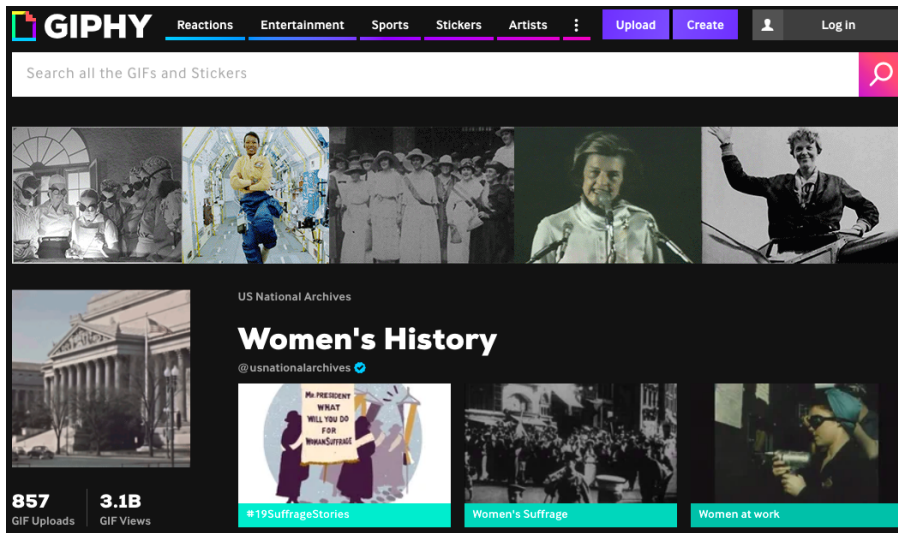 GIPHY
Reactions Entertainment Sports Stickers Artists Upload Create Log in
Search all the GIFs and Stickers
US National Archives
Women's History
@usnationalarchives
MR. PRESIDENT
WHAT
WILL YOU DO
FOR
WOMAN SUFFRAGE
#19SuffrageStories
Women's Suffrage
Women at work
857
GIF Uploads
3.1B
GIF Views